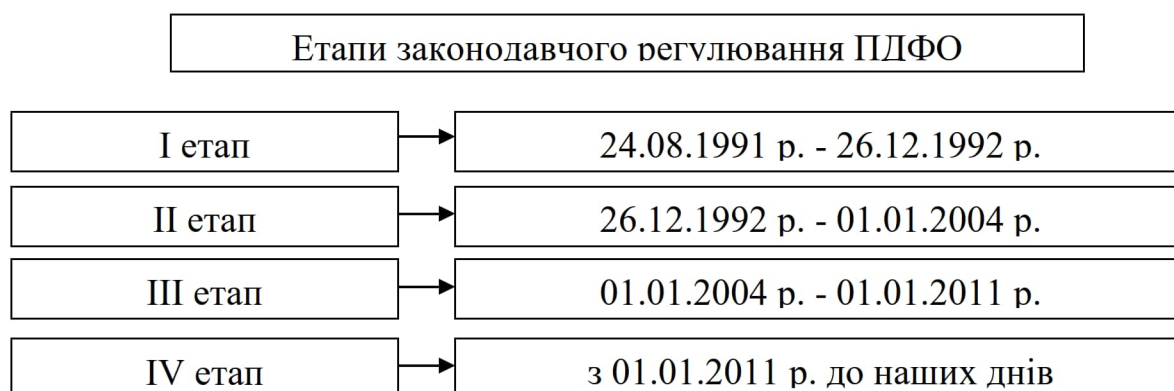 Етапи законодавчого регулювання ПДФО
І етап
24.08.1991 р. - 26.12.1992 р.
ІІ етап
26.12.1992 р. - 01.01.2004 р.
ІІІ етап
01.01.2004 р. - 01.01.2011 р.
IV етап
з 01.01.2011 р. до наших днів